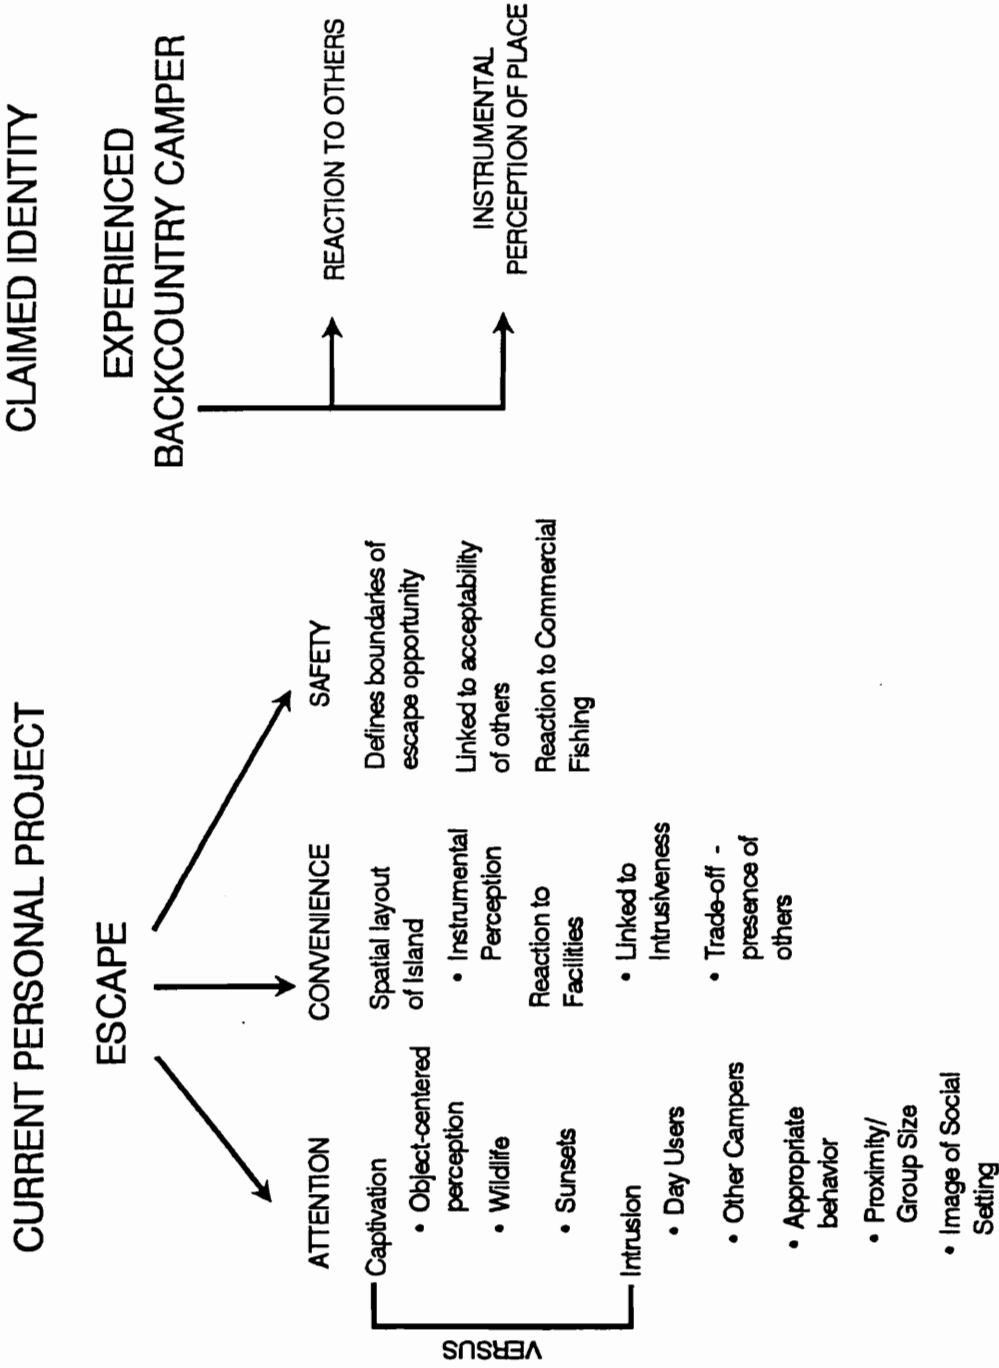 CURRENT PERSONAL PROJECT
CLAIMED IDENTITY
ESCAPE
EXPERIENCED
BACKCOUNTRY CAMPER
ATTENTION
CONVENIENCE
SAFETY
VERSUS
Captivation
• Object-centered
perception
• Wildlife
• Sunsets
Intrusion
• Day Users
• Other Campers
• Appropriate
behavior
• Proximity/
Group Size
• Image of Social
Setting
Spatial layout
of Island
• Instrumental
Perception
Reaction to
Facilities
• Linked to
Intrusiveness
• Trade-off -
presence of
others
Defines boundaries of
escape opportunity
Linked to acceptability
of others
Reaction to Commercial
Fishing
REACTION TO OTHERS
INSTRUMENTAL
PERCEPTION OF PLACE